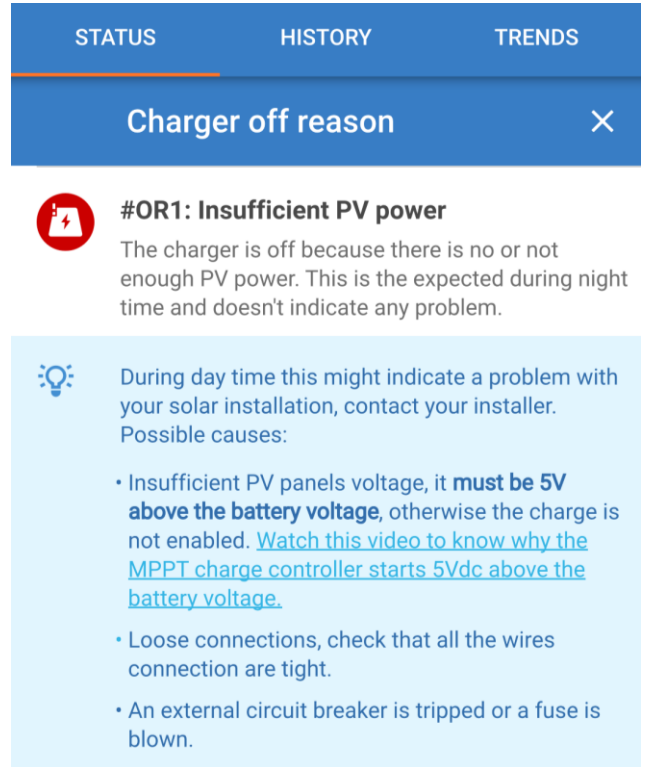 STATUS HISTORY TRENDS
Charger off reason
#OR1: Insufficient PV power
The charger is off because there is no or not
enough PV power. This is the expected during night
time and doesn't indicate any problem.
During day time this might indicate a problem with
your solar installation, contact your installer.
Possible causes:
• Insufficient PV panels voltage, it must be 5V
above the battery voltage, otherwise the charge is
not enabled. Watch this video to know why the
MPPT charge controller starts 5Vdc above the
battery voltage.
• Loose connections, check that all the wires
connection are tight.
• An external circuit breaker is tripped or a fuse is
blown.